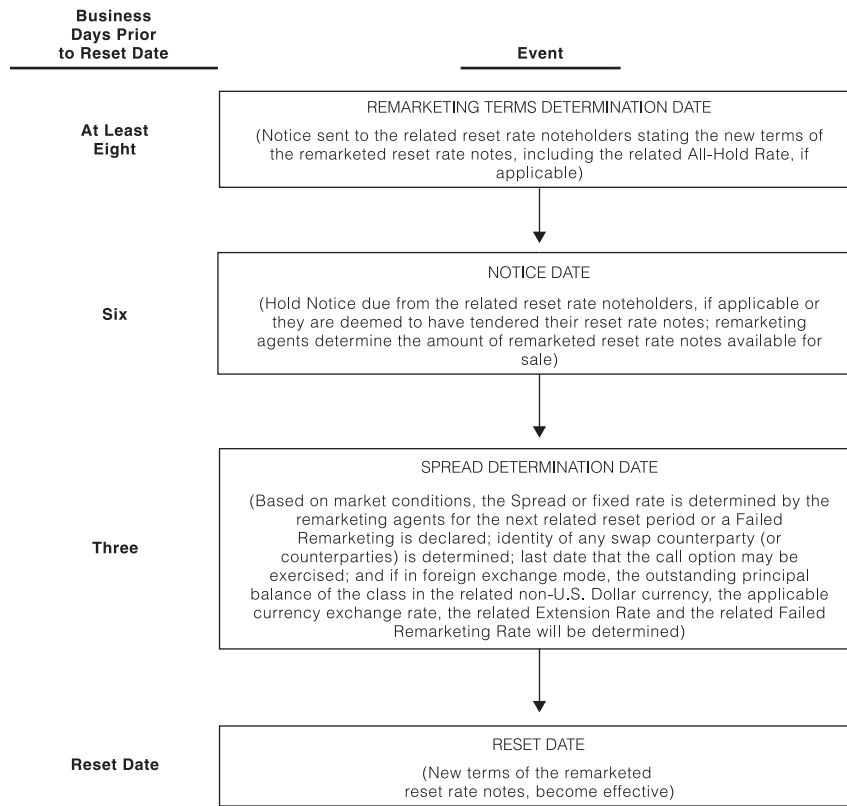 Business
Days Prior
to Reset Date
Event
At Least
Eight
REMARKETING TERMS DETERMINATION DATE
(Notice sent to the related reset rate noteholders stating the new terms of
the remarketed reset rate notes, including the related All-Hold Rate, if
applicable)
Six
NOTICE DATE
(Hold Notice due from the related reset rate noteholders, if applicable or
they are deemed to have tendered their reset rate notes; remarketing
agents determine the amount of remarketed reset rate notes available for
sale)
Three
SPREAD DETERMINATION DATE
(Based on market conditions, the Spread or fixed rate is determined by the
remarketing agents for the next related reset period or a Failed
Remarketing is declared; identity of any swap counterparty (or
counterparties) is determined; last date that the call option may be
exercised; and if in foreign exchange mode, the outstanding principal
balance of the class in the related non-U.S. Dollar currency, the applicable
currency exchange rate, the related Extension Rate and the related Failed
Remarketing Rate will be determined)
Reset Date
RESET DATE
(New terms of the remarketed
reset rate notes, become effective)